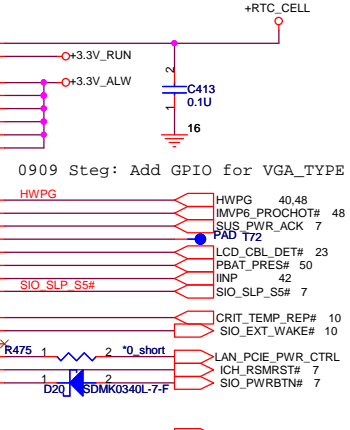 +RTC_CELL
+3.3V_RUN
+3.3V_ALW
2
C413
0.1U
1
16
0909 Steg: Add GPIO for VGA_TYPE
HWPG HWPG 40,48
IMVP6_PROCHOT# 48
SUS_PWR_ACK 7
PAD T72
LCD_CBL_DET# 23
PBAT_PRES# 50
IINP 42
SIO_SLP_S5# SIO_SLP_S5# 7
CRIT_TEMP_REP# 10
SIO_EXT_WAKE# 10
R475 1 2 *0_short
LAN_PCIE_PWR_CTRL
ICH_RSMRST# 7
1 2
D20 SDMK0340L-7-F SIO_PWRBTN# 7